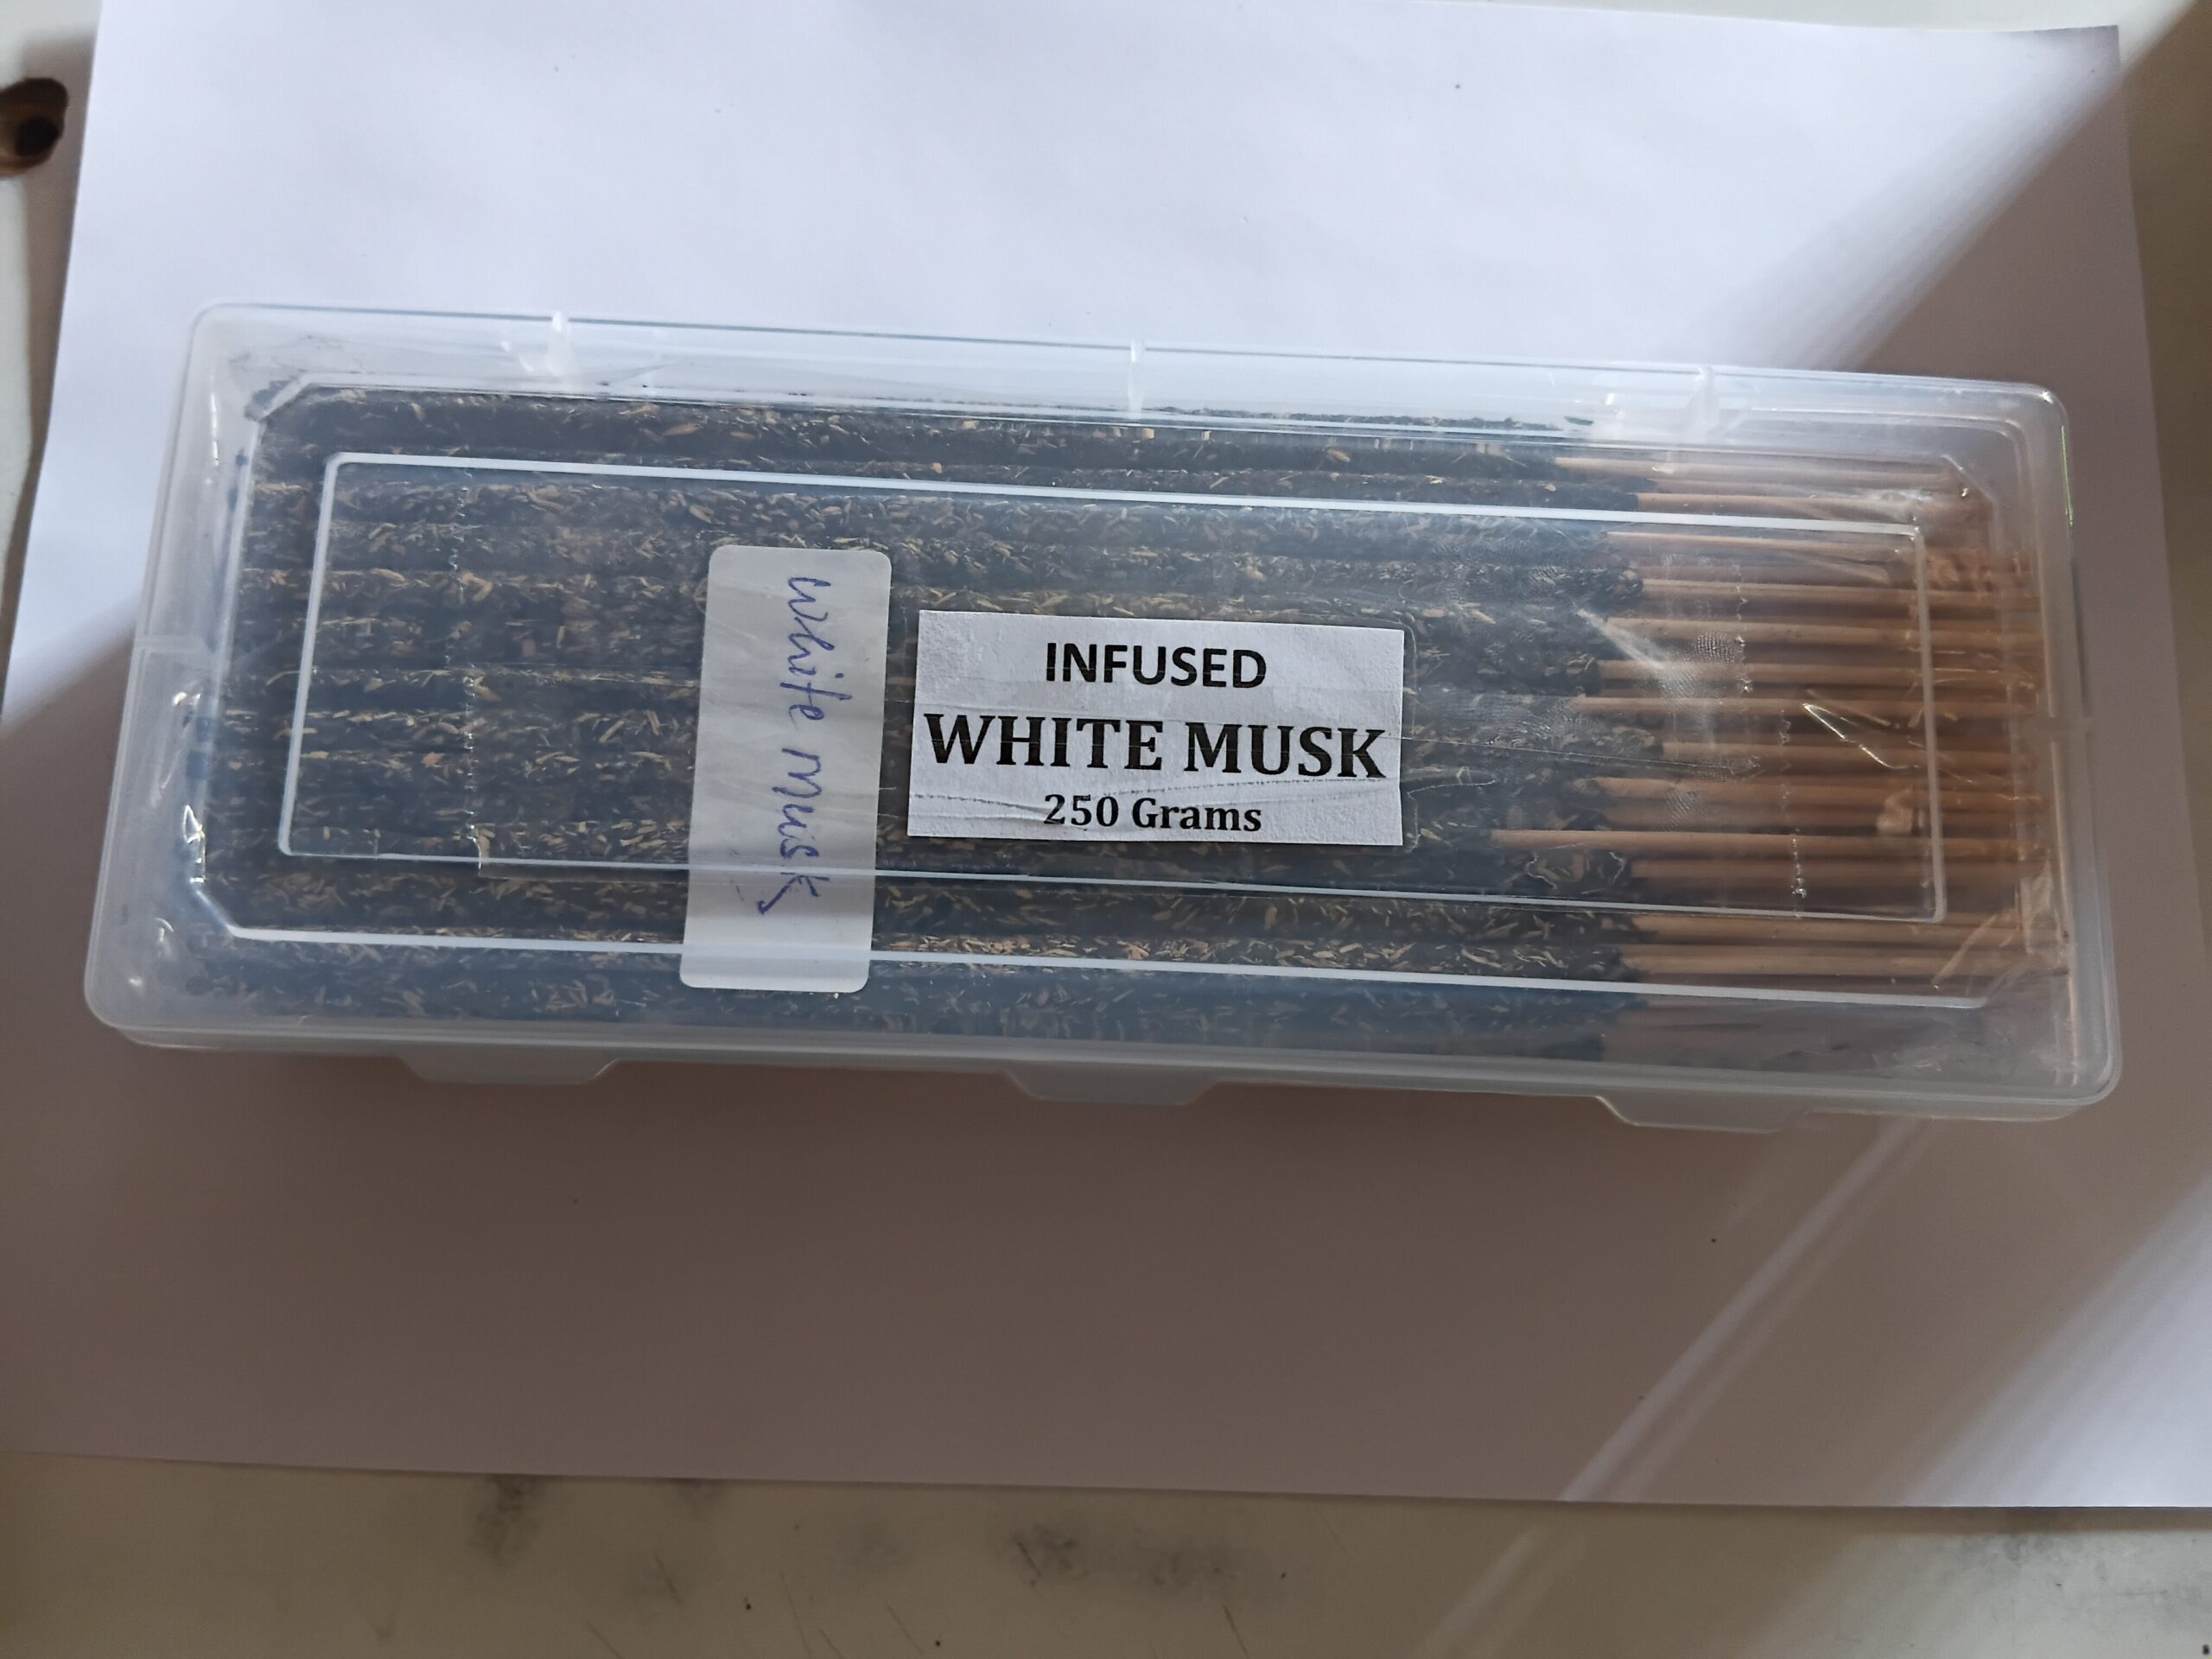 white musk
INFUSED
WHITE MUSK
250 Grams